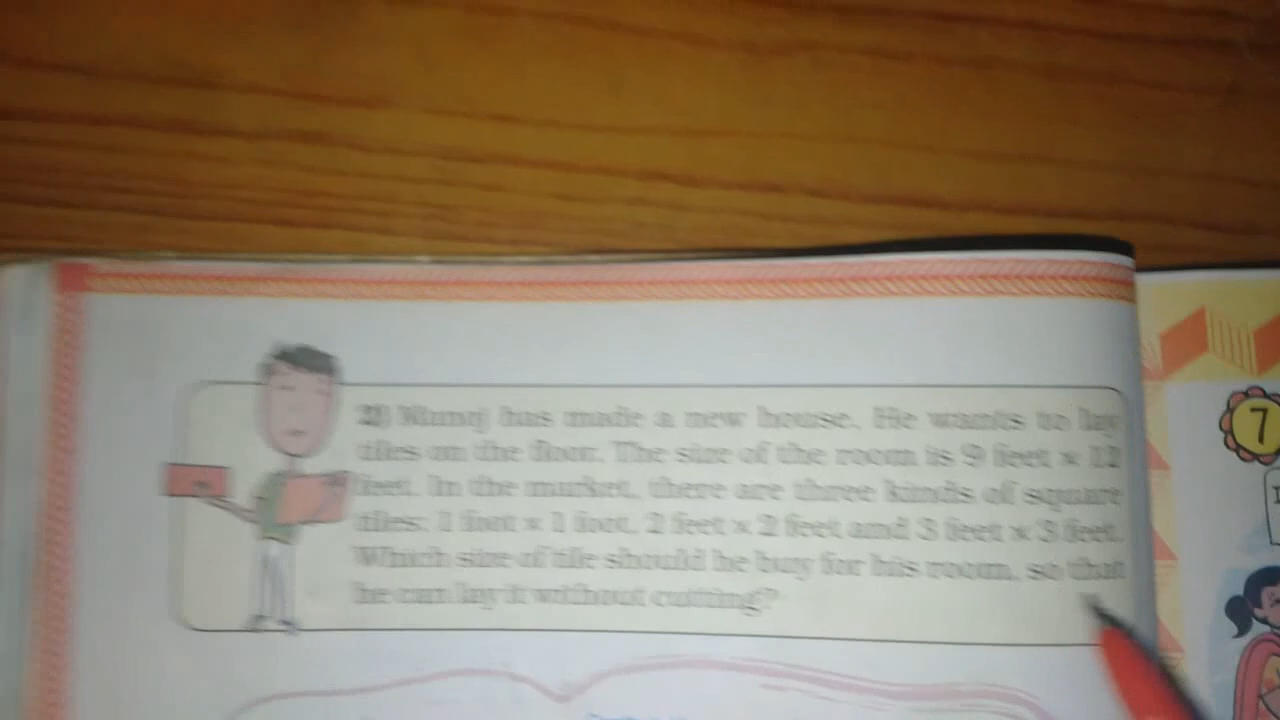 2) Manoj has made a new house. He wants to lay
tiles on the floor. The size of the room is 9 feet × 12
feet. In the market, there are three kinds of square
tiles: 1 foot × 1 foot, 2 feet × 2 feet and 3 feet × 3 feet.
Which size of tile should he buy for his room, so that
he can lay it without cutting?
7